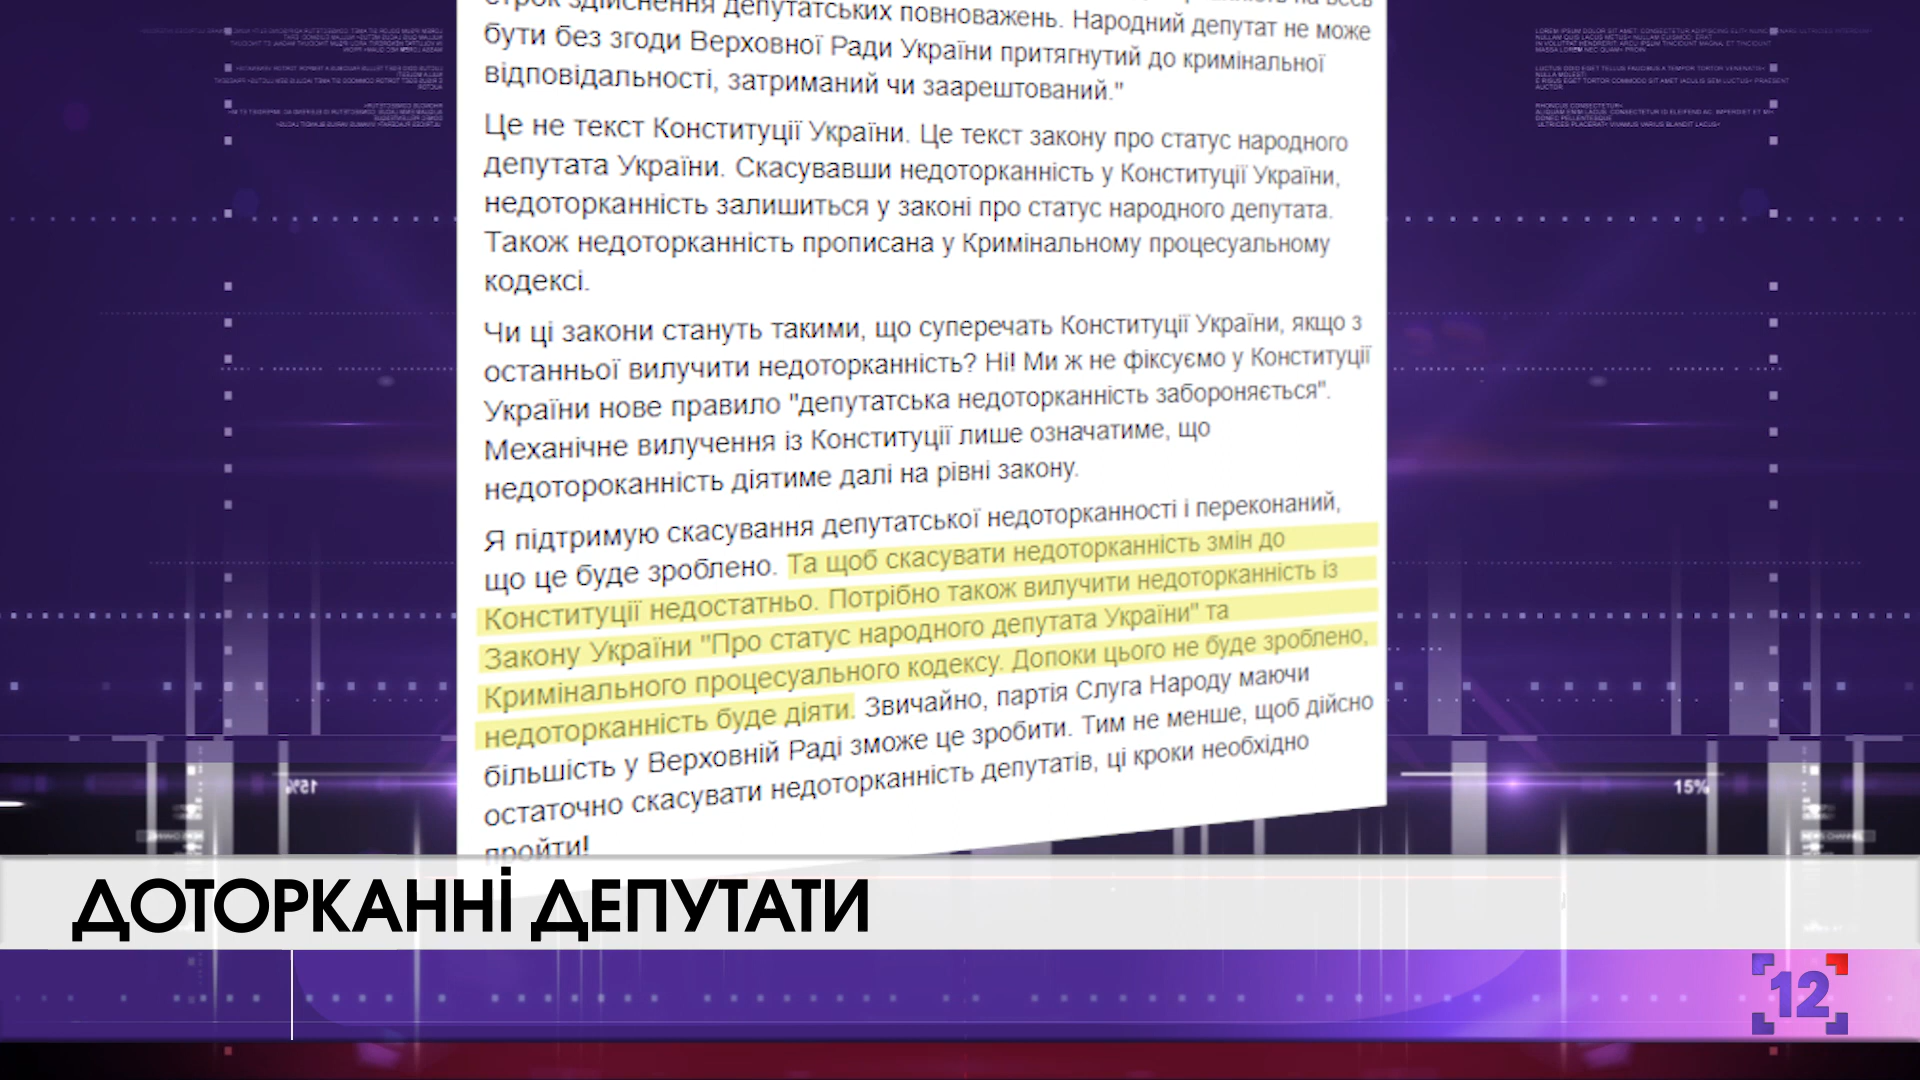 строк здійснення депутатських повноважень. Народний депутат не може
бути без згоди Верховної Ради України притягнутий до кримінальної
відповідальності, затриманий чи заарештований."
Це не текст Конституції України. Це текст закону про статус народного
депутата України. Скасувавши недоторканність у Конституції України,
недоторканність залишиться у законі про статус народного депутата.
Також недоторканність прописана у Кримінальному процесуальному
кодексі.
Чи ці закони стануть такими, що суперечать Конституції України, якщо з
останньої вилучити недоторканність? Ні! Ми ж не фіксуємо у Конституції
України нове правило "депутатська недоторканність забороняється".
Механічне вилучення із Конституції лише означатиме, що
недотороканність діятиме далі на рівні закону.
Я підтримую скасування депутатської недоторканності і переконаний,
що це буде зроблено. Та щоб скасувати недоторканність змін до
Конституції недостатньо. Потрібно також вилучити недоторканність із
Закону України "Про статус народного депутата України" та
Кримінального процесуального кодексу. Допоки цього не буде зроблено,
недоторканність буде діяти. Звичайно, партія Слуга Народу маючи
більшість у Верховній Раді зможе це зробити. Тим не менше, щоб дійсно
остаточно скасувати недоторканність депутатів, ці кроки необхідно
пройти!
15%
15%
ДОТОРКАННІ ДЕПУТАТИ
12